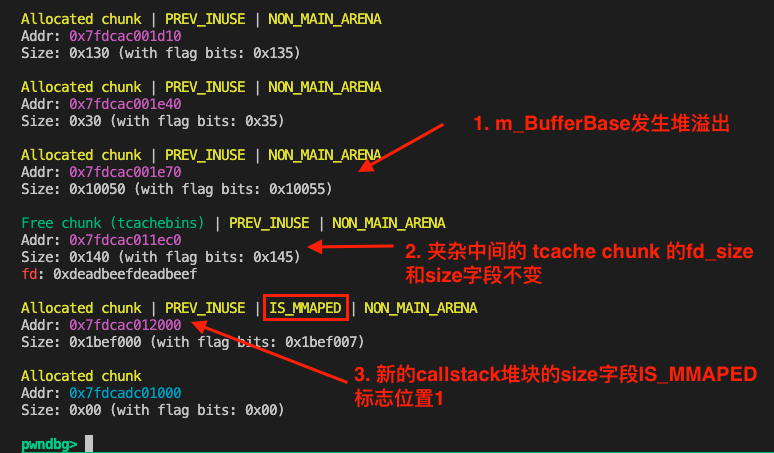 Allocated chunk | PREV_INUSE | NON_MAIN_ARENA
Addr: 0x7fdcac001d10
Size: 0x130 (with flag bits: 0x135)
Allocated chunk | PREV_INUSE | NON_MAIN_ARENA
Addr: 0x7fdcac001e40
Size: 0x30 (with flag bits: 0x35)
1. m_BufferBase发生堆溢出
Allocated chunk | PREV_INUSE | NON_MAIN_ARENA
Addr: 0x7fdcac001e70
Size: 0x10050 (with flag bits: 0x10055)
Free chunk (tcachebins) | PREV_INUSE | NON_MAIN_ARENA
Addr: 0x7fdcac011ec0
Size: 0x140 (with flag bits: 0x145)
fd: 0xdeadbeefdeadbeef
2. 夹杂中间的 tcache chunk 的fd_size
和size字段不变
Allocated chunk | PREV_INUSE | IS_MMAPED | NON_MAIN_ARENA
Addr: 0x7fdcac012000
Size: 0x1bef000 (with flag bits: 0x1bef007)
3. 新的callstack堆块的size字段IS_MMAPED
标志位置1
Allocated chunk
Addr: 0x7fdcadc01000
Size: 0x00 (with flag bits: 0x00)
pwndbg>